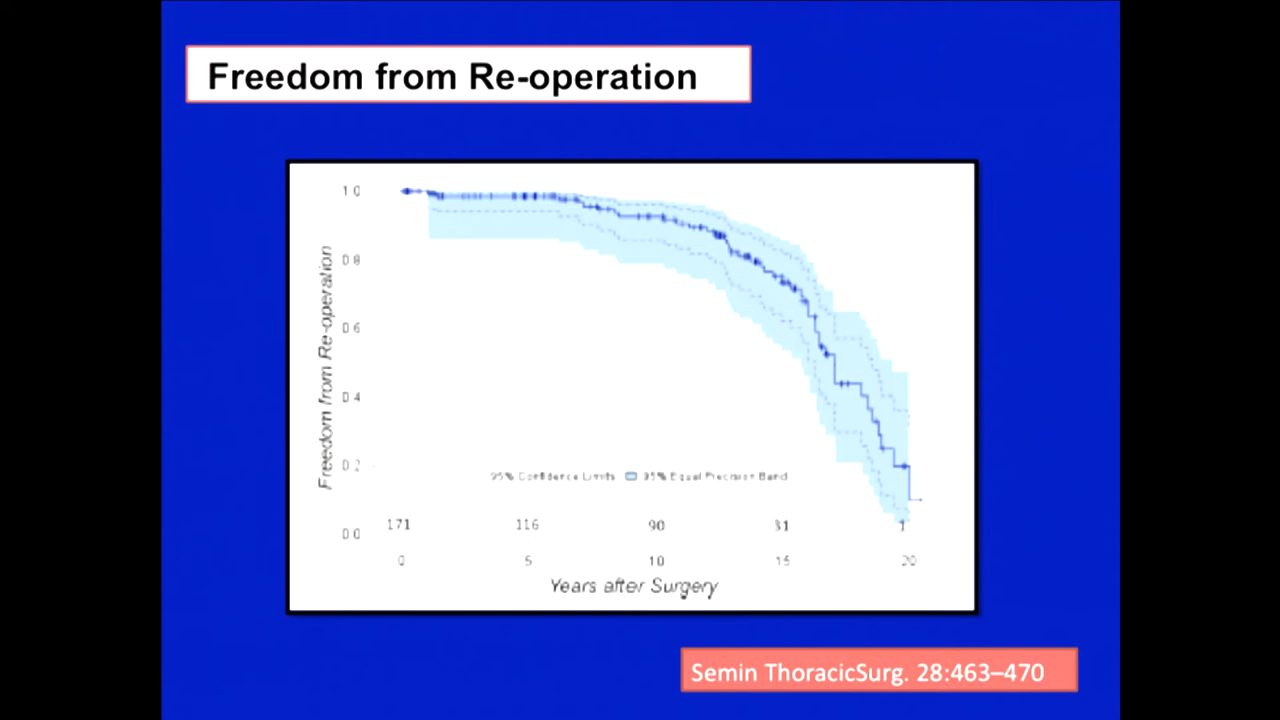 Freedom from Re-operation
1.0
0.8
0.6
0.4
0.2
0.0
Freedom from Re-operation
95% Confidence Limits 95% Equal Precision Band
171 116 90 31 1
0 5 10 15 20
Years after Surgery
Semin ThoracicSurg. 28:463–470